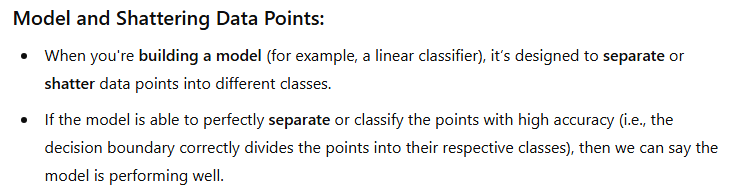 Model and Shattering Data Points:
• When you're building a model (for example, a linear classifier), it's designed to separate or
shatter data points into different classes.
• If the model is able to perfectly separate or classify the points with high accuracy (i.e., the
decision boundary correctly divides the points into their respective classes), then we can say the
model is performing well.